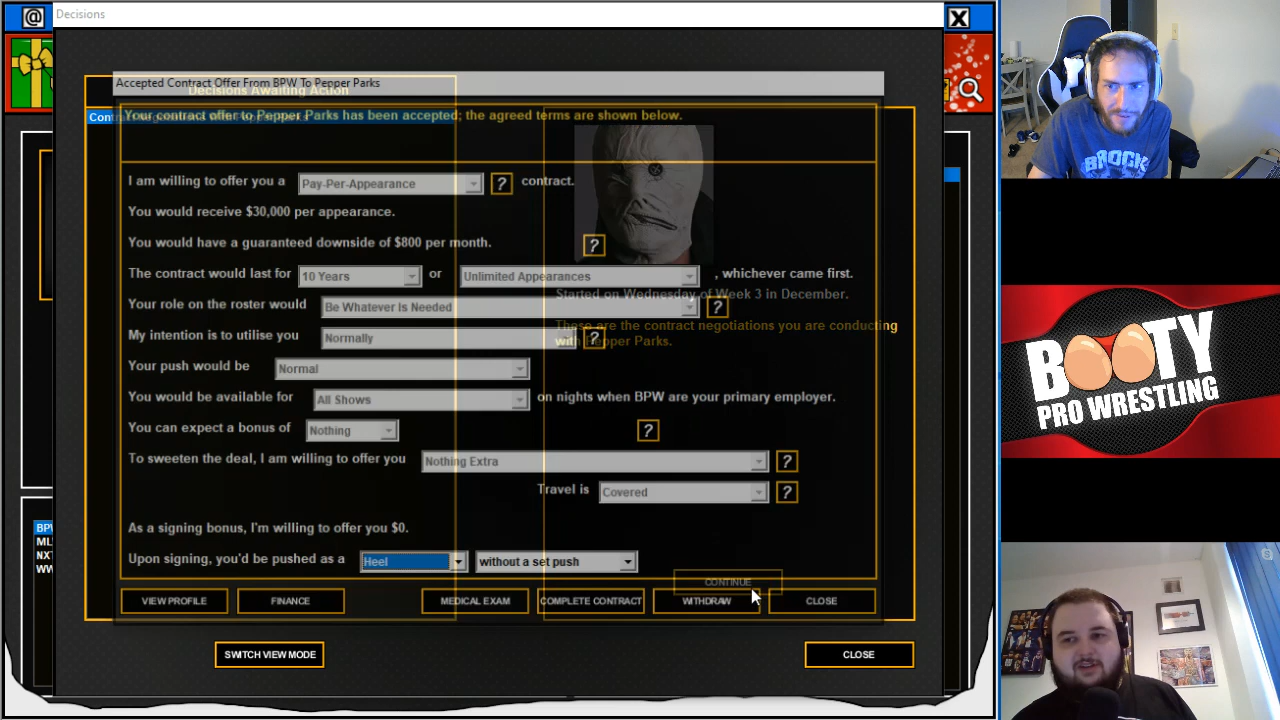 Decisions
@
X
Accepted Contract Offer From BPW To Pepper Parks
Decisions Awaiting Action
Your contract offer to Pepper Parks has been accepted; the agreed terms are shown below.
I am willing to offer you a Pay-Per-Appearance ? contract.
You would receive $30,000 per appearance.
You would have a guaranteed downside of $800 per month. ?
The contract would last for 10 Years or Unlimited Appearances , whichever came first.
Started on Wednesday of Week 3 in December.
Your role on the roster would Be Whatever Is Needed ?
These are the contract negotiations you are conducting
with Pepper Parks.
My intention is to utilise you Normally ?
Your push would be Normal
You would be available for All Shows on nights when BPW are your primary employer.
You can expect a bonus of Nothing ?
To sweeten the deal, I am willing to offer you Nothing Extra ?
Travel is Covered ?
As a signing bonus, I'm willing to offer you $0.
Upon signing, you'd be pushed as a Heel without a set push
CONTINUE
VIEW PROFILE FINANCE MEDICAL EXAM COMPLETE CONTRACT WITHDRAW CLOSE
SWITCH VIEW MODE CLOSE
BPW
ML
NXT
WW
BROCK
BOOTY
PRO WRESTLING